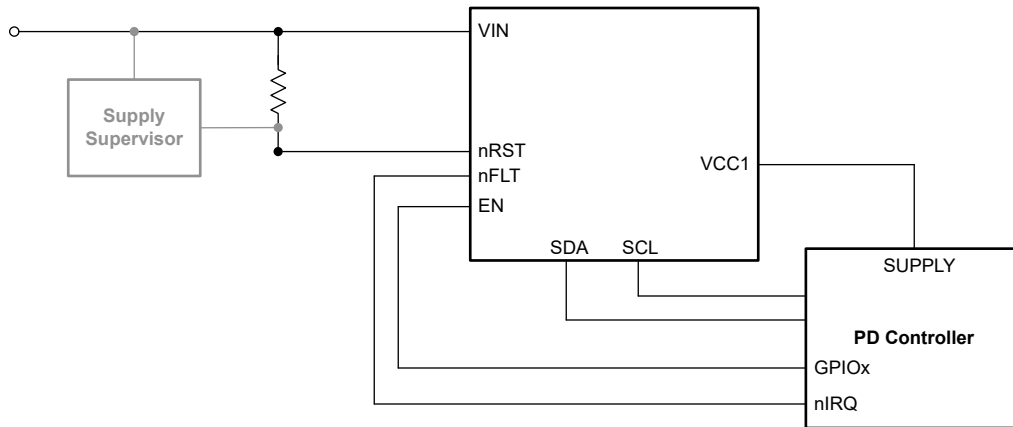 VIN
Supply
Supervisor
nRST
nFLT
EN
VCC1
SDA SCL
SUPPLY
PD Controller
GPIOx
nIRQ